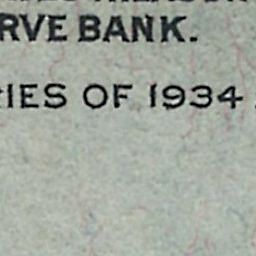 RVE BANK.
IES OF 1934